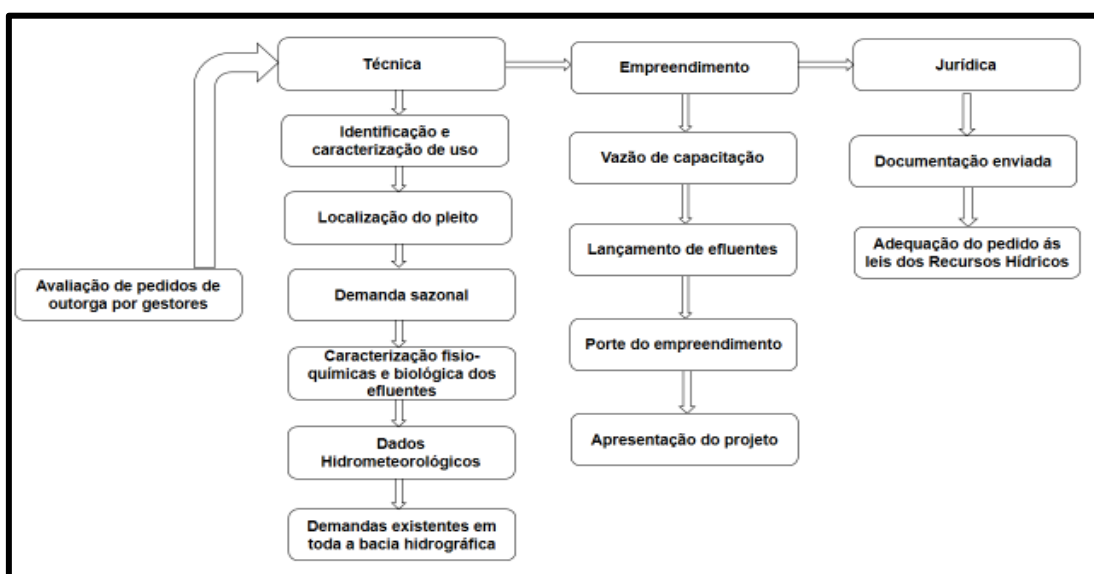 Técnica
Empreendimento
Jurídica
Identificação e
caracterização de uso
Vazão de capacitação
Documentação enviada
Localização do pleito
Lançamento de efluentes
Adequação do pedido ás
leis dos Recursos Hídricos
Avaliação de pedidos de
outorga por gestores
Demanda sazonal
Porte do empreendimento
Caracterização fisio-
químicas e biológica dos
efluentes
Apresentação do projeto
Dados
Hidrometeorológicos
Demandas existentes em
toda a bacia hidrográfica